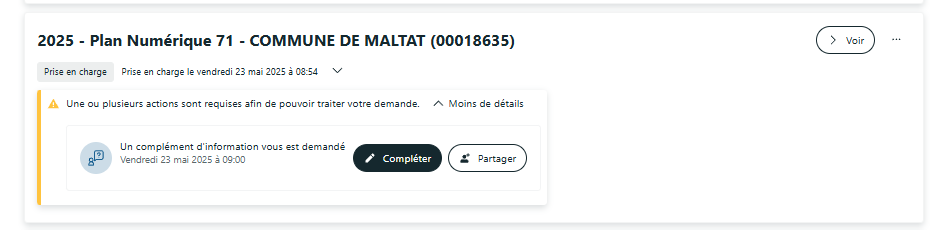 2025 - Plan Numérique 71 - COMMUNE DE MALTAT (00018635)
Voir
Prise en charge Prise en charge le vendredi 23 mai 2025 à 08:54
Une ou plusieurs actions sont requises afin de pouvoir traiter votre demande. Moins de détails
Un complément d'information vous est demandé
Vendredi 23 mai 2025 à 09:00
Compléter Partager